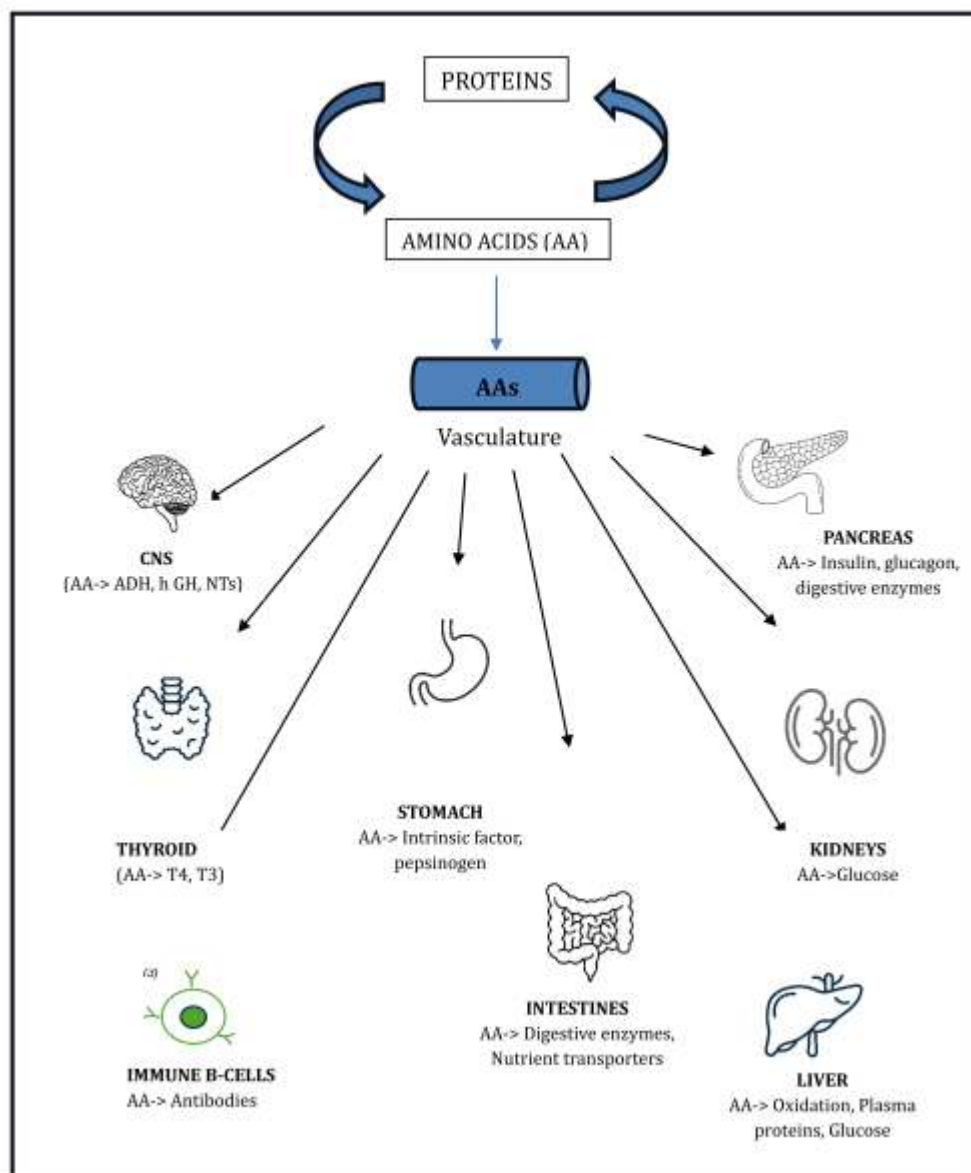 PROTEINS
AMINO ACIDS (AA)
AAs
Vasculature
CNS
(AA-> ADH, h GH, NTs)
PANCREAS
AA-> Insulin, glucagon,
digestive enzymes
THYROID
(AA-> T4, T3)
STOMACH
AA-> Intrinsic factor,
pepsinogen
KIDNEYS
AA->Glucose
IMMUNE B-CELLS
AA-> Antibodies
INTESTINES
AA-> Digestive enzymes,
Nutrient transporters
LIVER
AA-> Oxidation, Plasma
proteins, Glucose